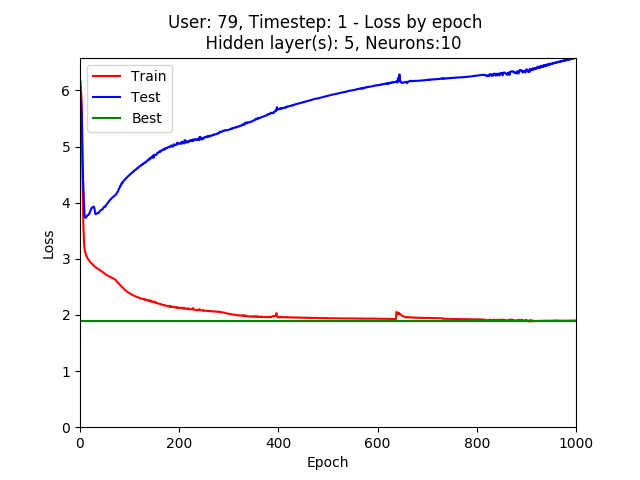 User: 79, Timestep: 1 - Loss by epoch
Hidden layer(s): 5, Neurons:10
Train
Test
Best
6
5
4
3
2
1
0
Loss
0 200 400 600 800 1000
Epoch